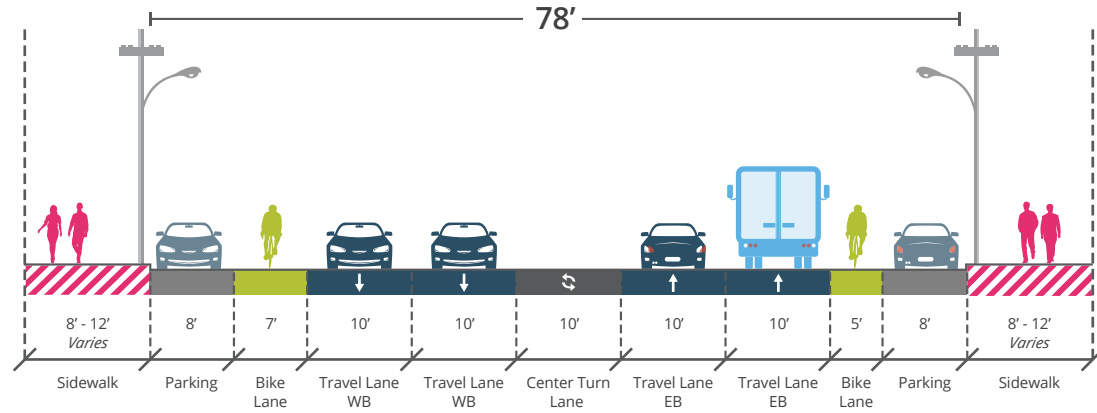 78’
8’ - 12’
Varies
8’
7’
10’
10’
10’
10’
10’
5’
8’
8’ - 12’
Varies
Sidewalk
Parking
Bike
Lane
Travel Lane
WB
Travel Lane
WB
Center Turn
Lane
Travel Lane
EB
Travel Lane
EB
Bike
Lane
Parking
Sidewalk